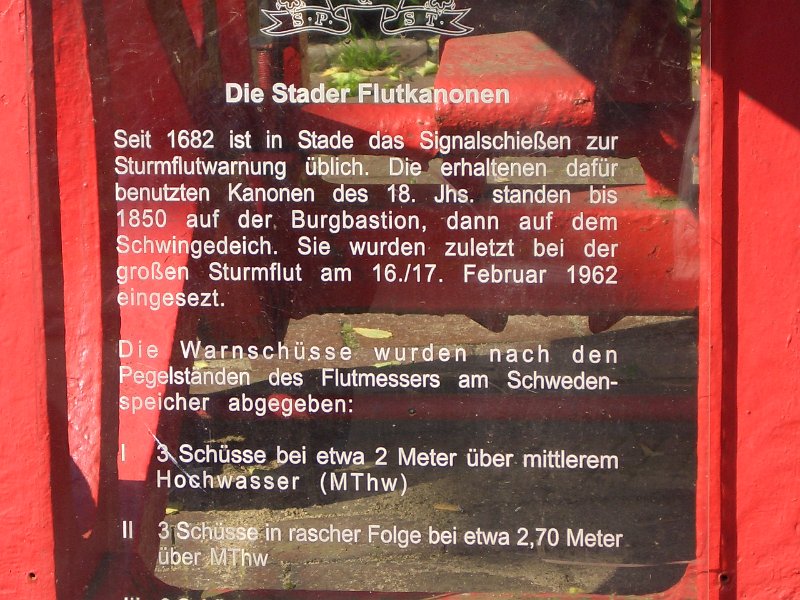 S. P. S. T.
Die Stader Flutkanonen
Seit 1682 ist in Stade das Signalschießen zur
Sturmflutwarnung üblich. Die erhaltenen dafür
benutzten Kanonen des 18. Jhs. standen bis
1850 auf der Burgbastion, dann auf dem
Schwingedeich. Sie wurden zuletzt bei der
großen Sturmflut am 16./17. Februar 1962
eingesezt.
Die Warnschüsse wurden nach den
Pegelständen des Flutmessers am Schweden-
speicher abgegeben:
I 3 Schüsse bei etwa 2 Meter über mittlerem
Hochwasser (MThw)
II 3 Schüsse in rascher Folge bei etwa 2,70 Meter
über MThw